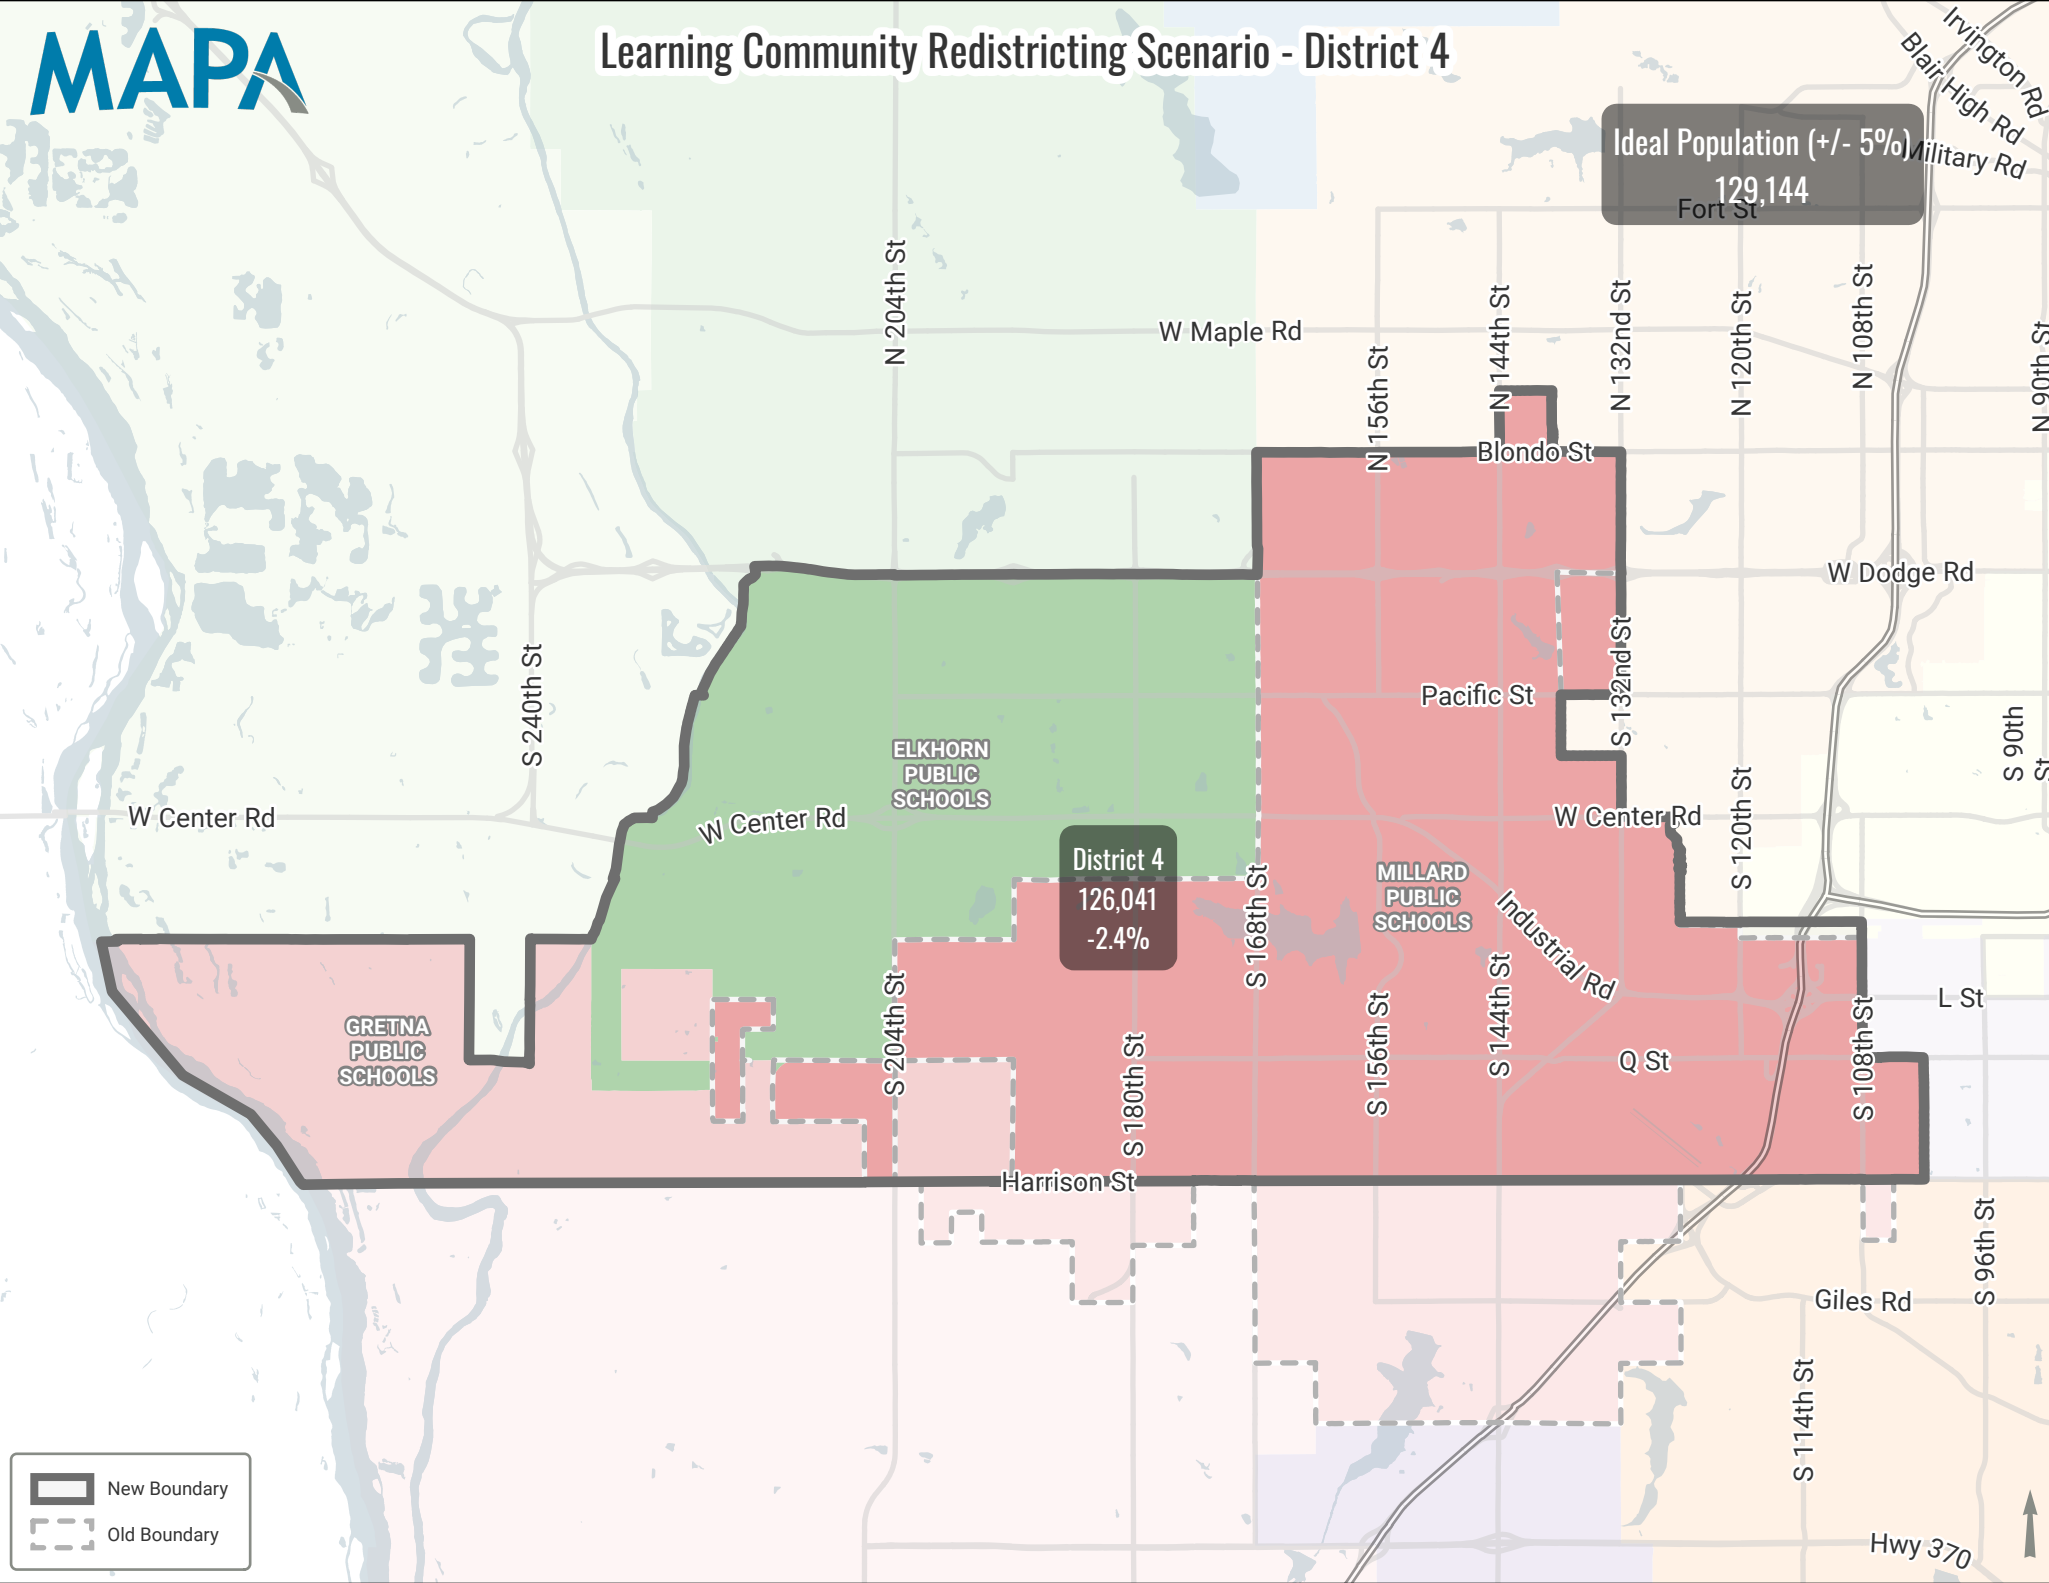 MAPA
Learning Community Redistricting Scenario - District 4
Irvington Rd
Blair High Rd
Military Rd
Ideal Population (+/- 5%)
129,144
Fort St
N 204th St
W Maple Rd
N 156th St
N 144th St
N 132nd St
N 120th St
N 108th St
N 90th St
Blondo St
W Dodge Rd
S 240th St
Pacific St
S 132nd St
S 90th
St
ELKHORN
PUBLIC
SCHOOLS
W Center Rd
W Center Rd
W Center Rd
S 120th St
District 4
126,041
-2.4%
S 168th St
MILLARD
PUBLIC
SCHOOLS
Industrial Rd
GRETNA
PUBLIC
SCHOOLS
S 204th St
S 180th St
S 156th St
S 144th St
Q St
S 108th St
L St
Harrison St
S 96th St
Giles Rd
S 114th St
Hwy 370
New Boundary
Old Boundary